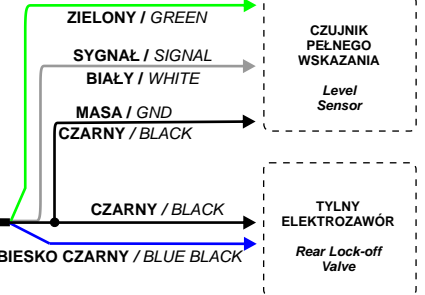 ZIELONY / GREEN
SYGNAŁ / SIGNAL
BIAŁY / WHITE
MASA / GND
CZARNY / BLACK
CZUJNIK
PEŁNEGO
WSKAZANIA
Level
Sensor
CZARNY / BLACK
BIESKO CZARNY / BLUE BLACK
TYLNY
ELEKTROZAWÓR
Rear Lock-off
Valve